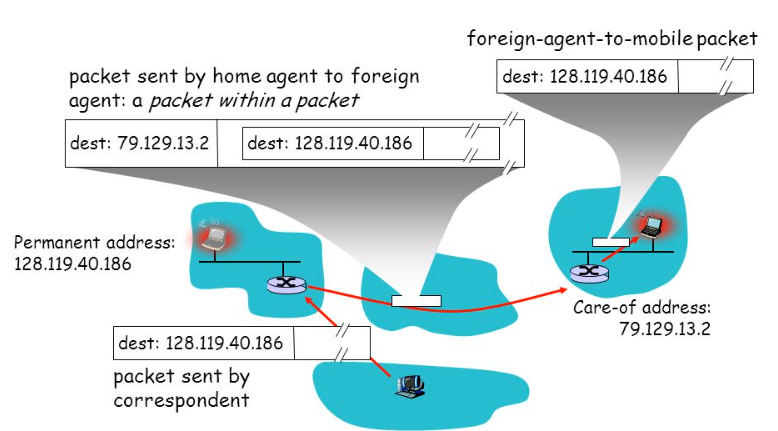 foreign-agent-to-mobile packet
dest: 128.119.40.186
packet sent by home agent to foreign
agent: a packet within a packet
dest: 79.129.13.2
dest: 128.119.40.186
Permanent address:
128.119.40.186
Care-of address:
79.129.13.2
dest: 128.119.40.186
packet sent by
correspondent